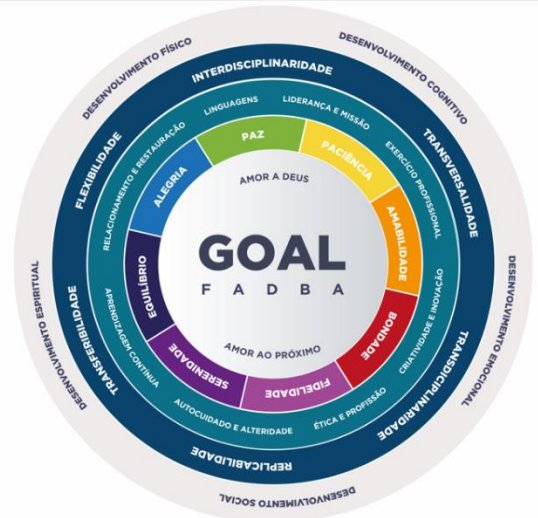 DESENVOLVIMENTO FÍSICO
DESENVOLVIMENTO COGNITIVO
DESENVOLVIMENTO EMOCIONAL
DESENVOLVIMENTO SOCIAL
DESENVOLVIMENTO ESPIRITUAL
INTERDISCIPLINARIDADE
TRANSVERSALIDADE
TRANSDICIPLINARIDADE
REPLICABILIDADE
TRANSFERIBILIDADE
FLEXIBILIDADE
LINGUAGENS
LIDERANÇA E MISSÃO
EXERCÍCIO PROFISSIONAL
CRIATIVIDADE E INOVAÇÃO
ÉTICA E PROFISSÃO
AUTOCUIDADO E ALTERIDADE
APRENDIZAGEM CONTÍNUA
RELACIONAMENTO E RESTAURAÇÃO
PAZ
PACIÊNCIA
AMABILIDADE
BONDADE
FIDELIDADE
SERENIDADE
EQUILÍBRIO
ALEGRIA
AMOR A DEUS
GOAL
FADBA
AMOR AO PRÓXIMO